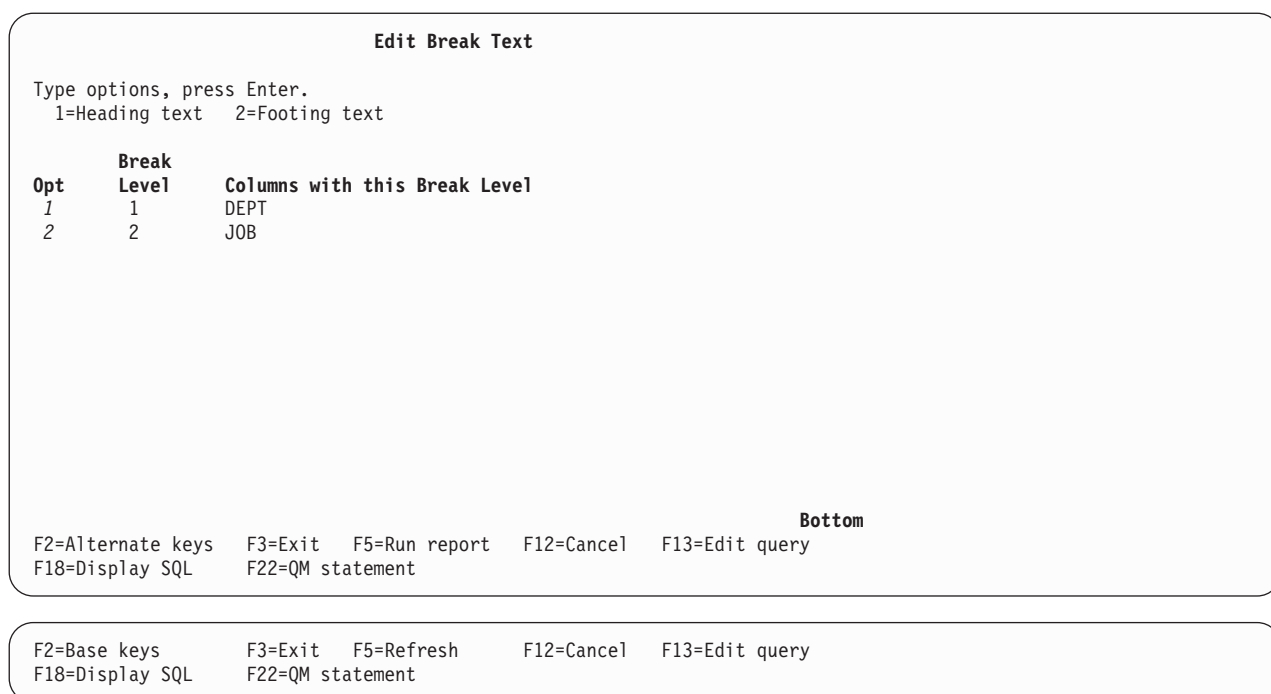 Edit Break Text
Type options, press Enter.
1=Heading text   2=Footing text
Break
Opt   Level   Columns with this Break Level
1   1   DEPT
2   2   JOB
Bottom
F2=Alternate keys   F3=Exit   F5=Run report   F12=Cancel   F13=Edit query
F18=Display SQL   F22=QM statement
F2=Base keys   F3=Exit   F5=Refresh   F12=Cancel   F13=Edit query
F18=Display SQL   F22=QM statement